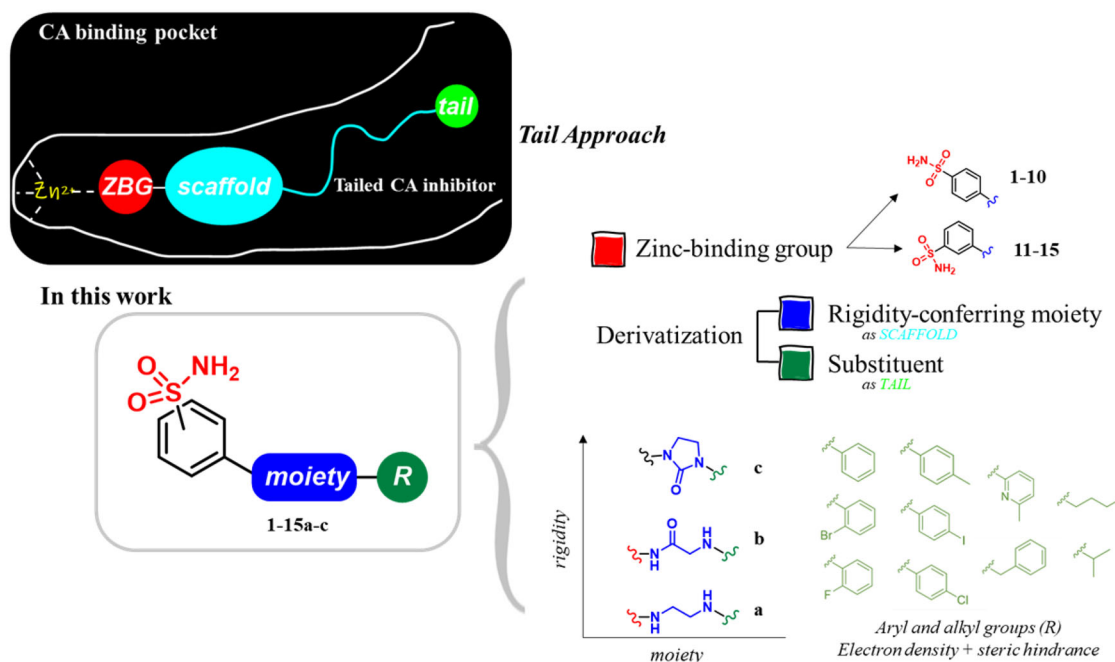 CA binding pocket
tail
Zn2+
ZBG
scaffold
Tailed CA inhibitor
Tail Approach
H2N
O
S
O
1-10
Zinc-binding group
O
S
O
NH2
11-15
In this work
Derivatization
Rigidity-conferring moiety
as SCAFFOLD
Substituent
as TAIL
O
NH2
S
O
moiety
R
1-15a-c
rigidity
N
N
O
c
O
N
H
H
N
b
N
H
H
N
a
moiety
N
Br
I
F
Cl
Aryl and alkyl groups (R)
Electron density + steric hindrance